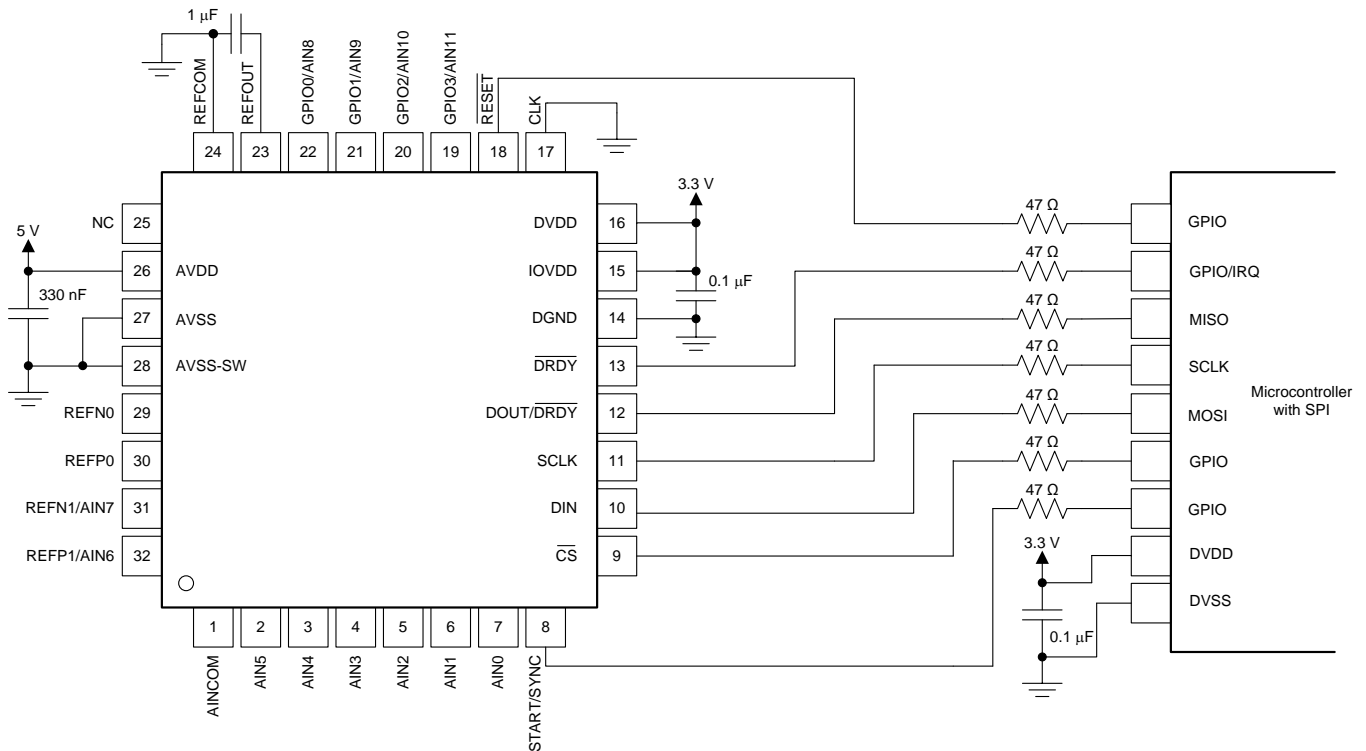 1 μF
REFCOM
REFOUT
GPIO0/AIN8
GPIO1/AIN9
GPIO2/AIN10
GPIO3/AIN11
RESET
CLK
24
23
22
21
20
19
18
17
NC
25
5 V
26
AVDD
330 nF
27
AVSS
28
AVSS-SW
REFN0
29
REFP0
30
REFN1/AIN7
31
REFP1/AIN6
32
3.3 V
DVDD
16
IOVDD
15
0.1 μF
DGND
14
DRDY
13
DOUT/DRDY
12
SCLK
11
DIN
10
CS
9
1
2
3
4
5
6
7
8
AINCOM
AIN5
AIN4
AIN3
AIN2
AIN1
AIN0
START/SYNC
47 Ω
GPIO
47 Ω
GPIO/IRQ
47 Ω
MISO
47 Ω
SCLK
47 Ω
MOSI
47 Ω
GPIO
47 Ω
GPIO
3.3 V
DVDD
DVSS
0.1 μF
Microcontroller
with SPI